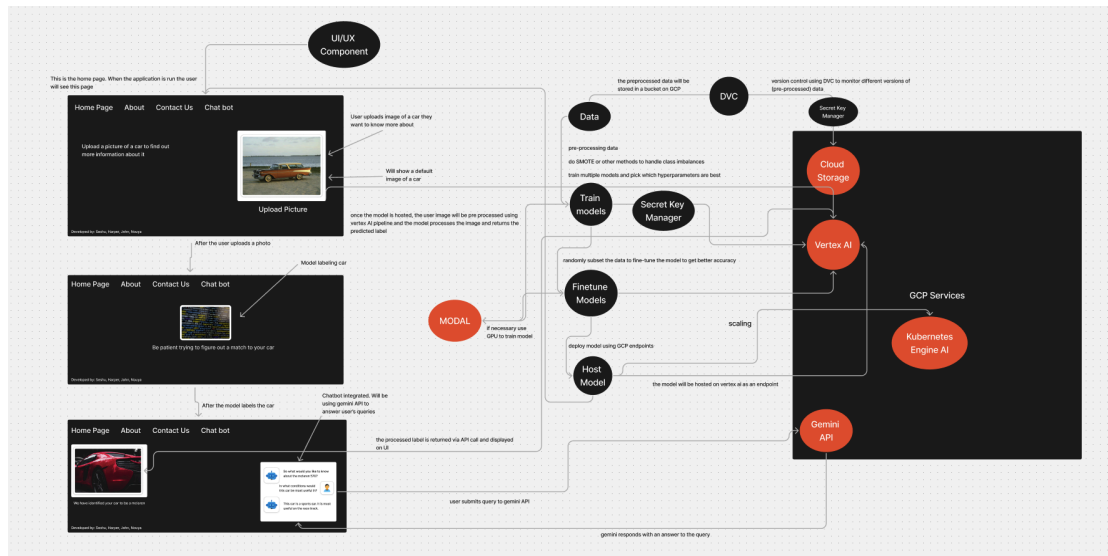 UI/UX
Component
This is the home page. When the application is run the user
will see this page
Home Page About Contact Us Chat bot
Upload a picture of a car to find out
more information about it
Upload Picture
User uploads image of a car they
want to know more about
Will show a default
image of a car
once the model is hosted, the user image will be pre processed using
vertex AI pipeline and the model processes the image and returns the
predicted label
After the user uploads a photo
Home Page About Contact Us Chat bot
Model labeling car
Be patient trying to figure out a match to your car
After the model labels the car
Home Page About Contact Us Chat bot
Chatbot integrated. Will be
using gemini API to
answer user's queries
the processed label is returned via API call and displayed
on UI
user submits query to gemini API
gemini responds with an answer to the query
the preprocessed data will be
stored in a bucket on GCP
DVC
version control using DVC to monitor different versions of
(pre-processed) data
Data
Secret Key
Manager
pre-processing data
do SMOTE or other methods to handle class imbalances
train multiple models and pick which hyperparameters are best
Train
models
Secret Key
Manager
randomly subset the data to fine-tune the model to get better accuracy
Finetune
Models
MODAL
If necessary use
GPU to train model
deploy model using GCP endpoints
Host
Model
scaling
the model will be hosted on vertex ai as an endpoint
Cloud
Storage
Vertex AI
GCP Services
Kubernetes
Engine AI
Gemini
API